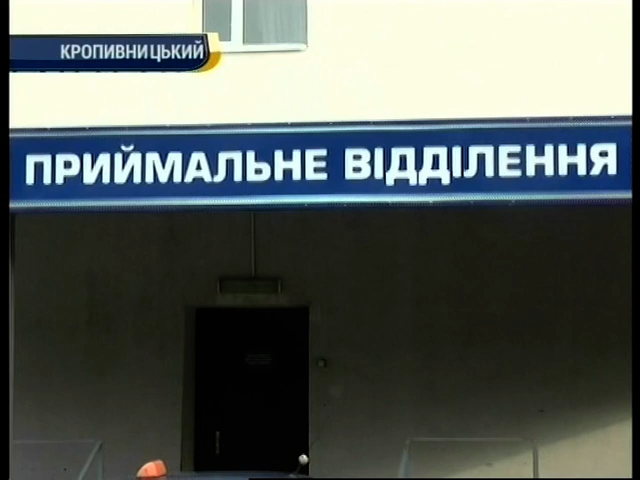 КРОПИВНИЦЬКИЙ
ПРИЙМАЛЬНЕ ВІДДІЛЕННЯ